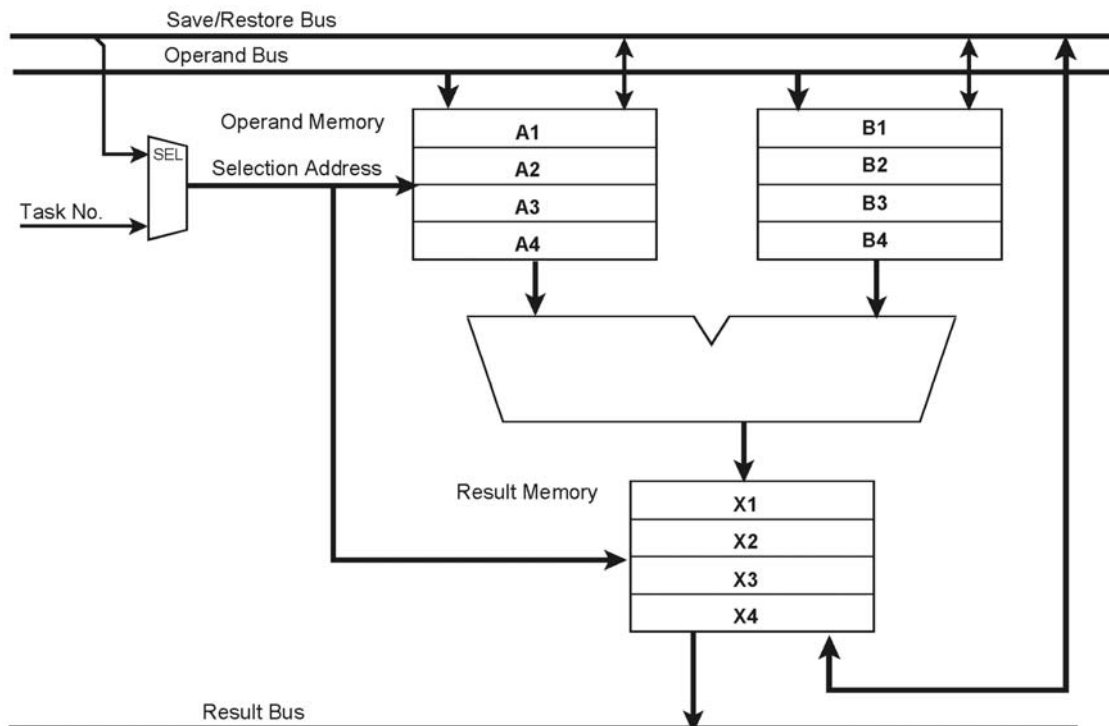 Save/Restore Bus
Operand Bus
Operand Memory
A1
B1
SEL
Selection Address
A2
B2
Task No.
A3
B3
A4
B4
Result Memory
X1
X2
X3
X4
Result Bus